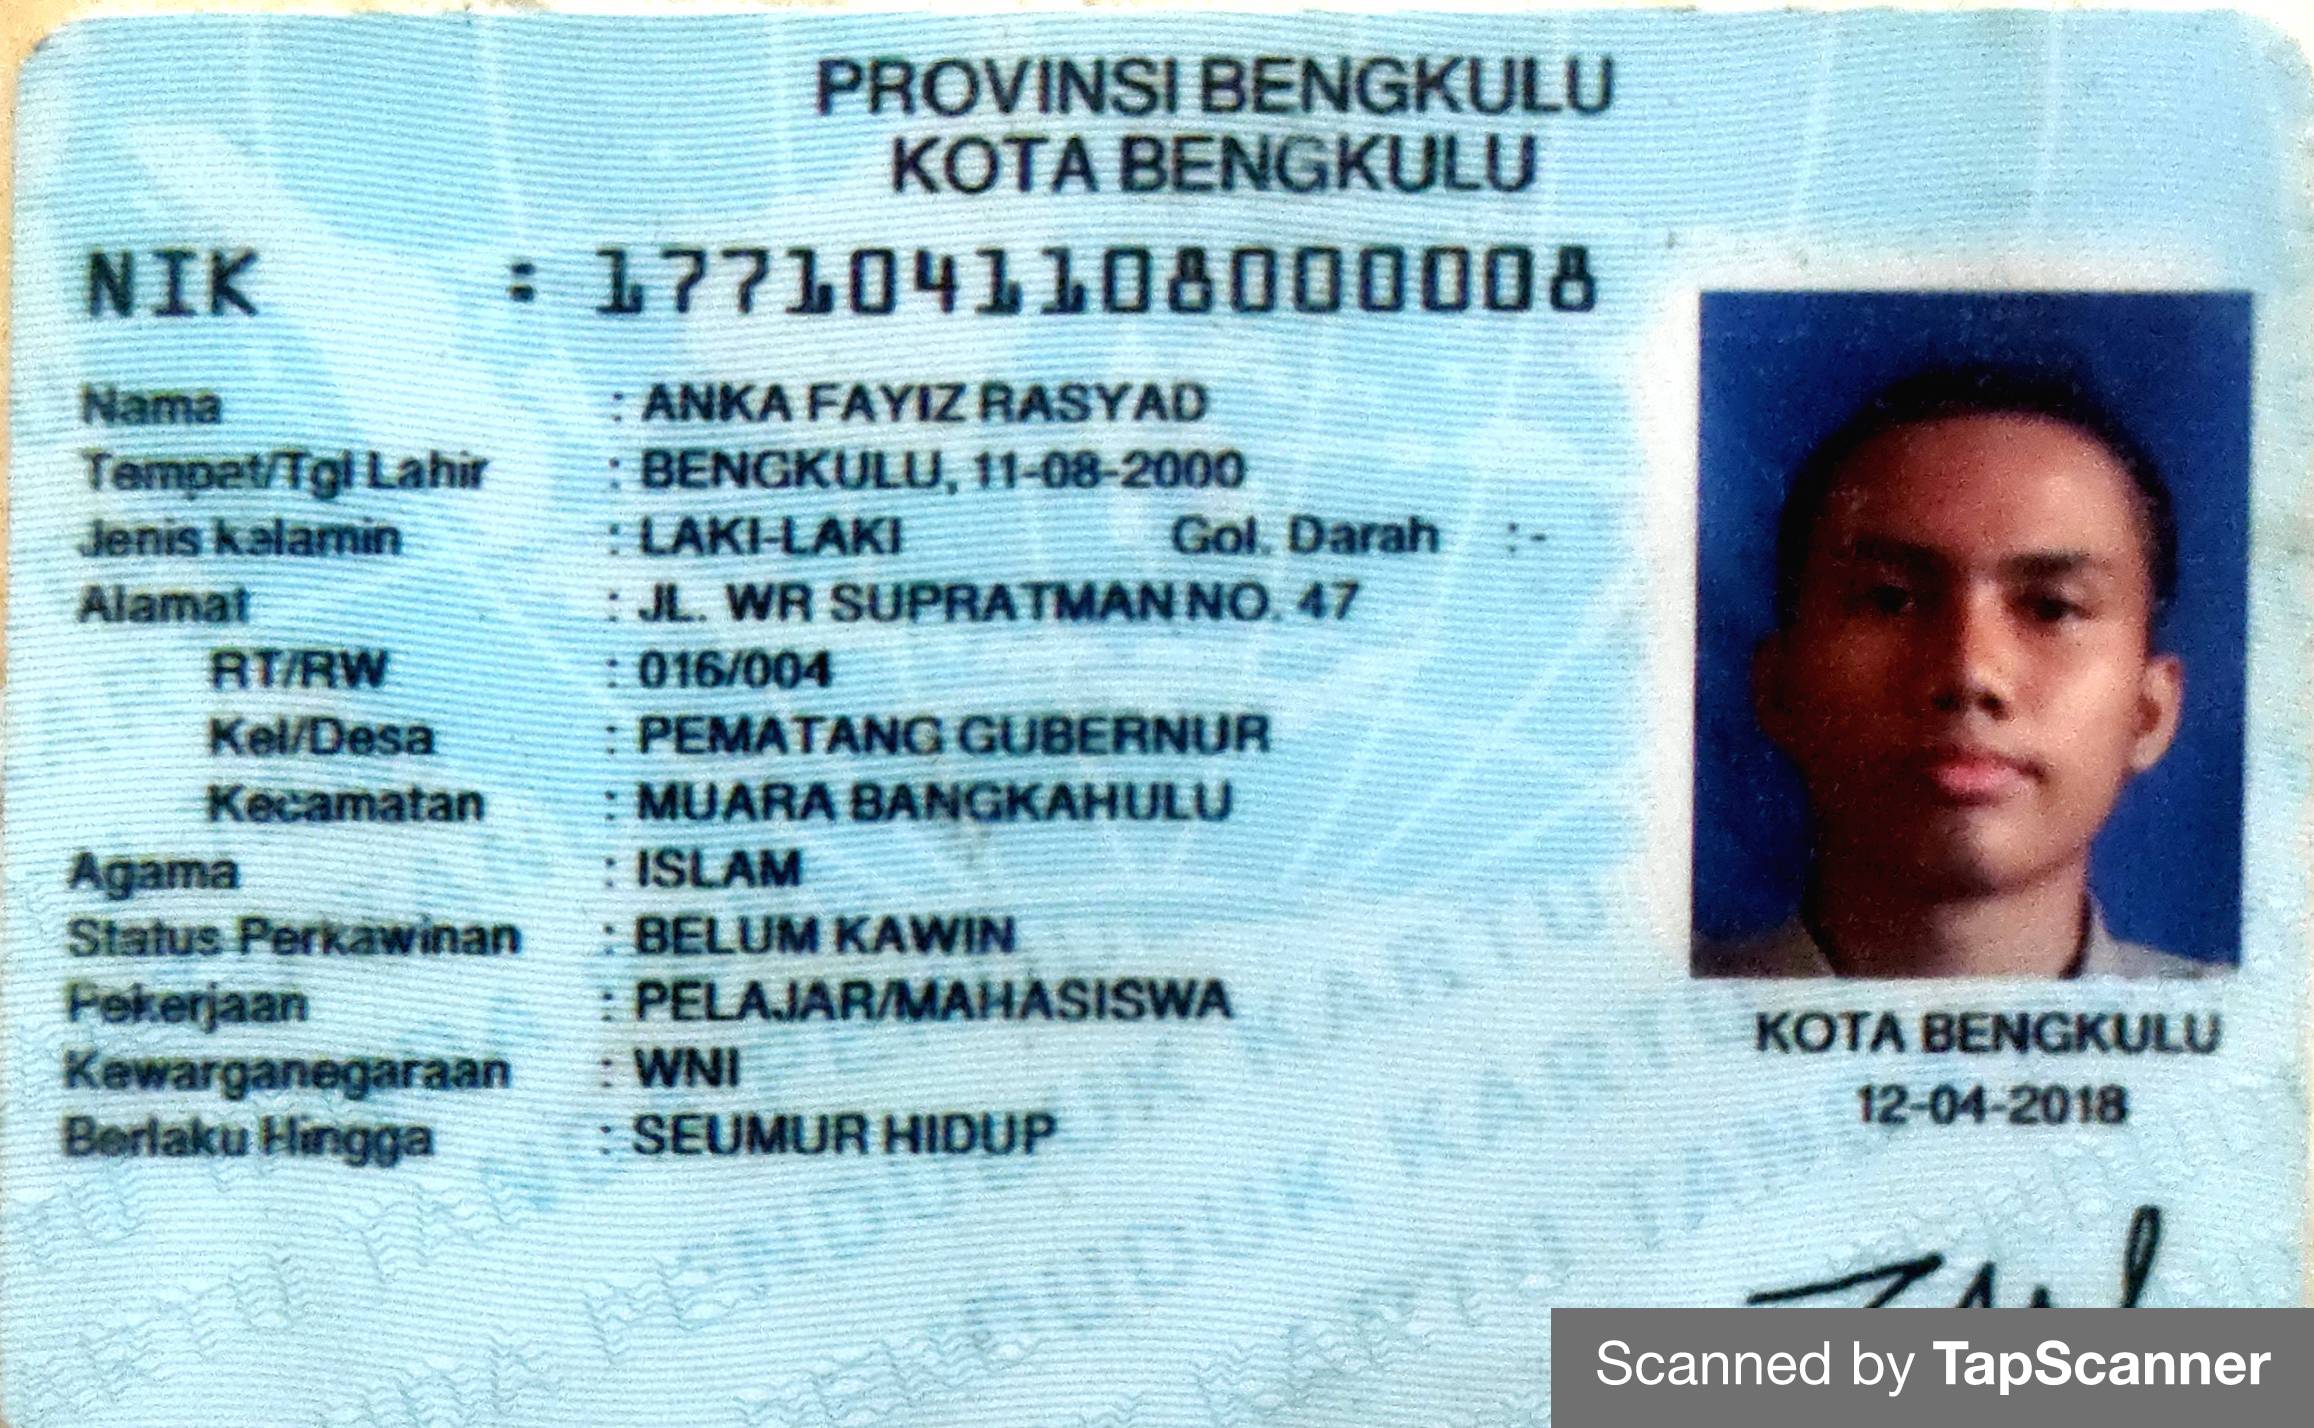 PROVINSI BENGKULU
KOTA BENGKULU
NIK : 1771041108000008
Nama : ANKA FAYIZ RASYAD
Tempat/Tgl Lahir : BENGKULU, 11-08-2000
Jenis kelamin : LAKI-LAKI Gol. Darah : -
Alamat : JL. WR SUPRATMAN NO. 47
RT/RW : 016/004
Kel/Desa : PEMATANG GUBERNUR
Kecamatan : MUARA BANGKAHULU
Agama : ISLAM
Status Perkawinan : BELUM KAWIN
Pekerjaan : PELAJAR/MAHASISWA
Kewarganegaraan : WNI
Berlaku Hingga : SEUMUR HIDUP
KOTA BENGKULU
12-04-2018
Scanned by TapScanner